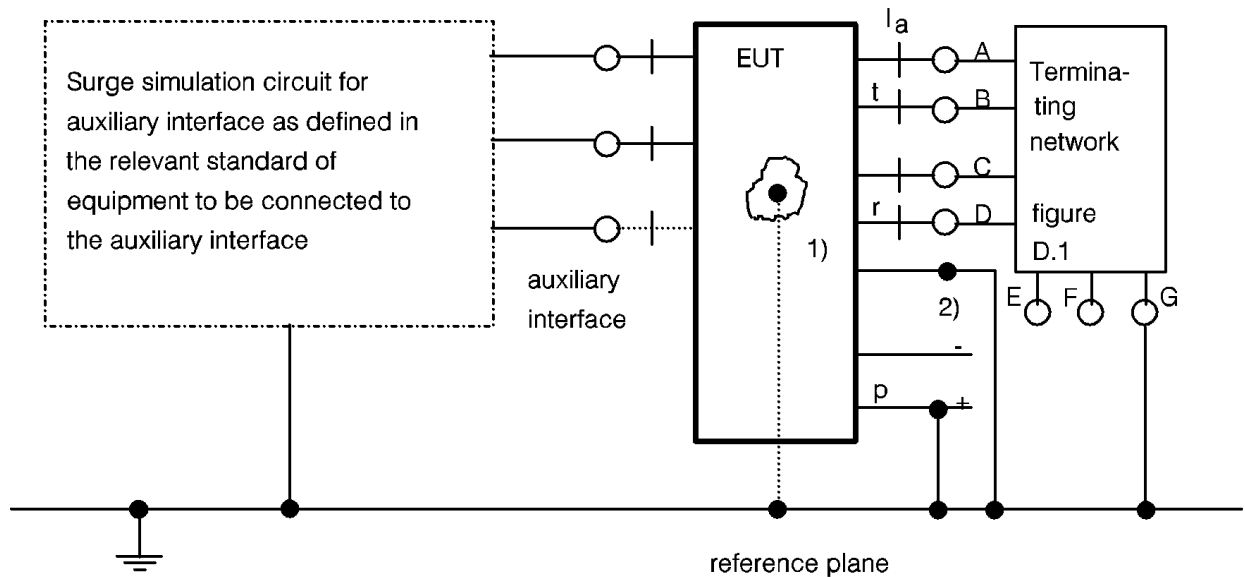 Surge simulation circuit for
auxiliary interface as defined in
the relevant standard of
equipment to be connected to
the auxiliary interface
auxiliary
interface
EUT
1)
I a
t
r
2)
-
p
+
A
B
C
D
Termina-
ting
network
figure
D.1
E
F
G
reference plane